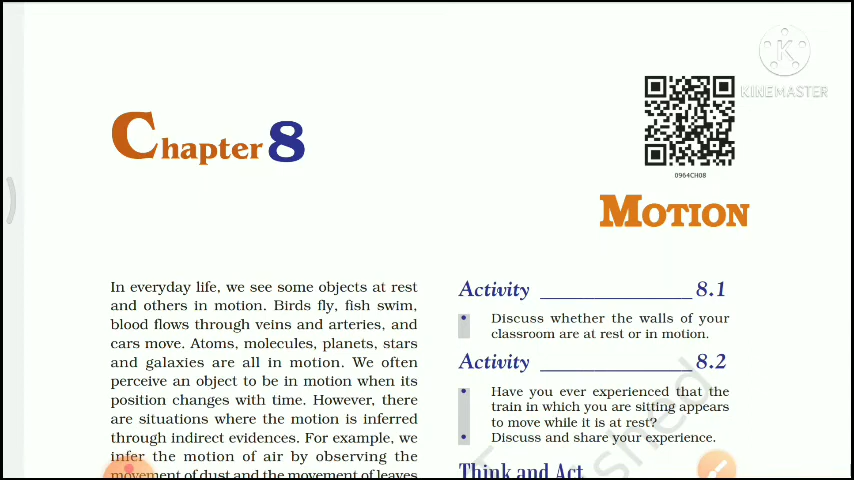 Chapter 8
KINEMASTER
0964CH08
MOTION
In everyday life, we see some objects at rest
and others in motion. Birds fly, fish swim,
blood flows through veins and arteries, and
cars move. Atoms, molecules, planets, stars
and galaxies are all in motion. We often
perceive an object to be in motion when its
position changes with time. However, there
are situations where the motion is inferred
through indirect evidences. For example, we
infer the motion of air by observing the
movement of dust and the movement of leaves
Activity 8.1
• Discuss whether the walls of your
classroom are at rest or in motion.
Activity 8.2
• Have you ever experienced that the
train in which you are sitting appears
to move while it is at rest?
• Discuss and share your experience.
Think and Act